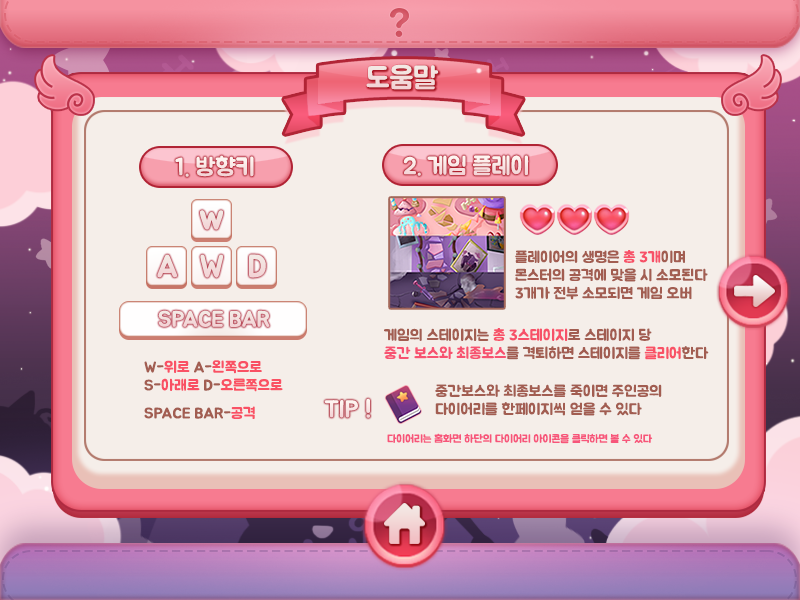 ?
도움말
1. 방향키
W
A W D
SPACE BAR
W-위로 A-왼쪽으로
S-아래로 D-오른쪽으로
SPACE BAR-공격
2. 게임 플레이
플레이어의 생명은 총 3개이며
몬스터의 공격에 맞을 시 소모된다
3개가 전부 소모되면 게임 오버
게임의 스테이지는 총 3스테이지로 스테이지 당
중간 보스와 최종보스를 격퇴하면 스테이지를 클리어한다
TIP !
중간보스와 최종보스를 죽이면 주인공의
다이어리를 한페이지씩 얻을 수 있다
다이어리는 홈화면 하단의 다이어리 아이콘을 클릭하면 볼 수 있다